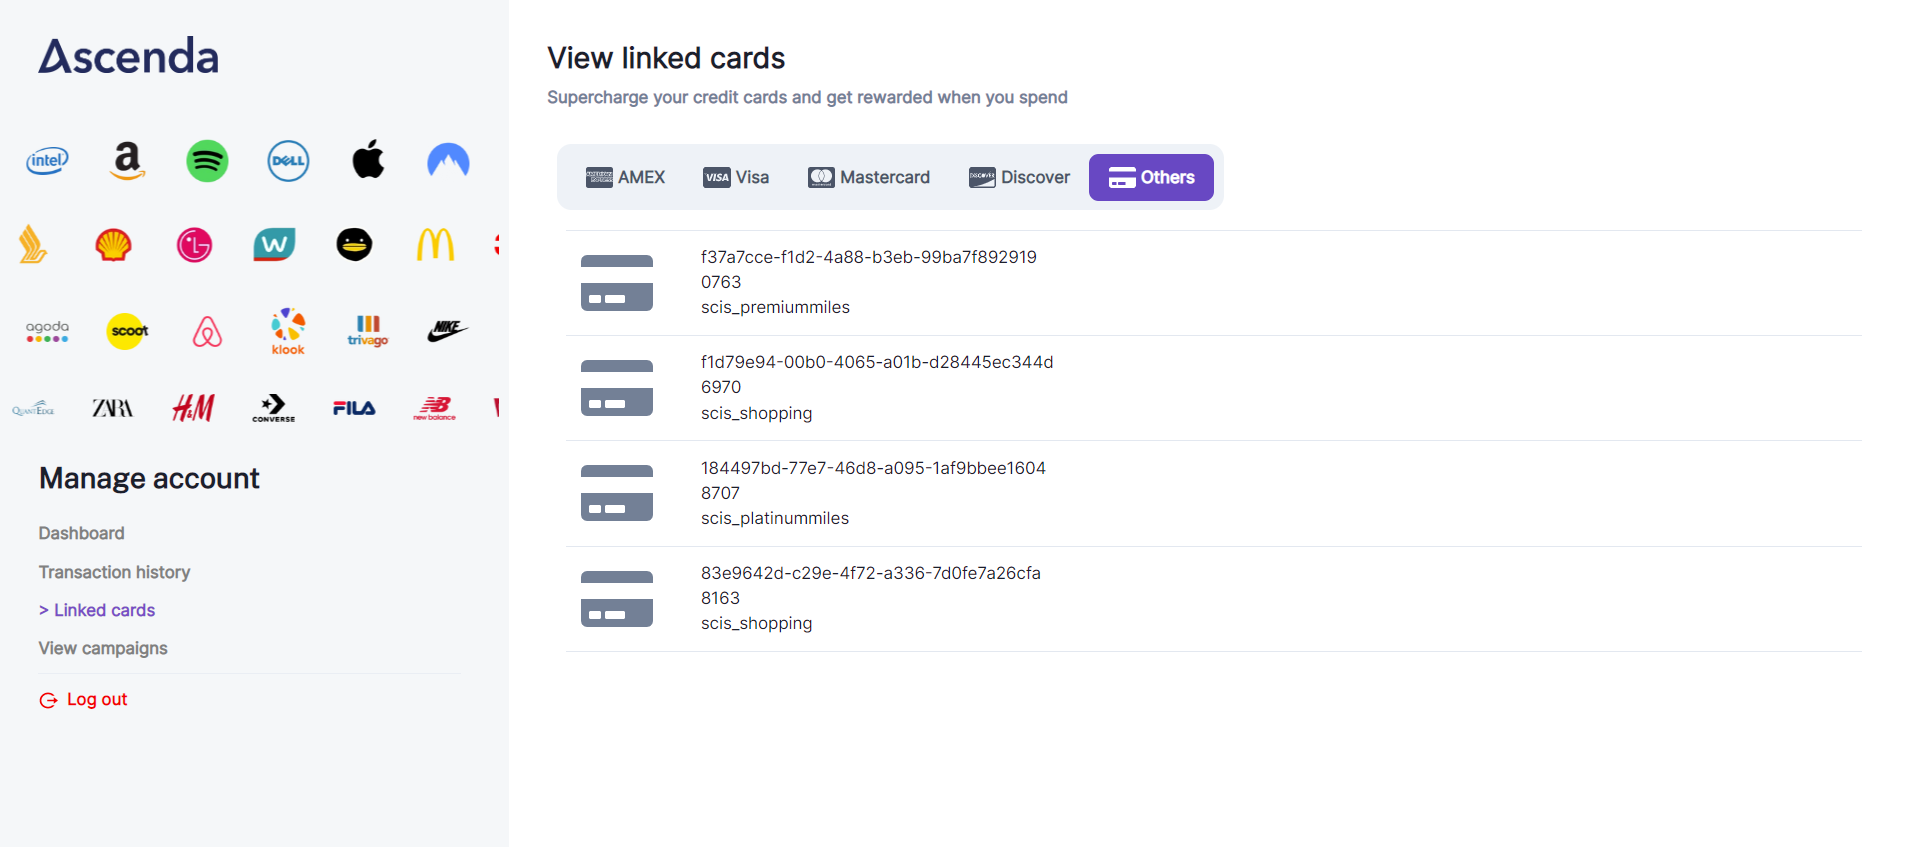 Ascenda
intel
a
DELL
LG
W
agoda
scoot
klook
trivago
NIKE
QUANTEDGE
ZARA
H&M
CONVERSE
FILA
new balance
Manage account
Dashboard
Transaction history
> Linked cards
View campaigns
Log out
View linked cards
Supercharge your credit cards and get rewarded when you spend
AMEX
VISA Visa
Mastercard
DISCOVER Discover
Others
f37a7cce-f1d2-4a88-b3eb-99ba7f892919
0763
scis_premiummiles
f1d79e94-00b0-4065-a01b-d28445ec344d
6970
scis_shopping
184497bd-77e7-46d8-a095-1af9bbee1604
8707
scis_platinummiles
83e9642d-c29e-4f72-a336-7d0fe7a26cfa
8163
scis_shopping